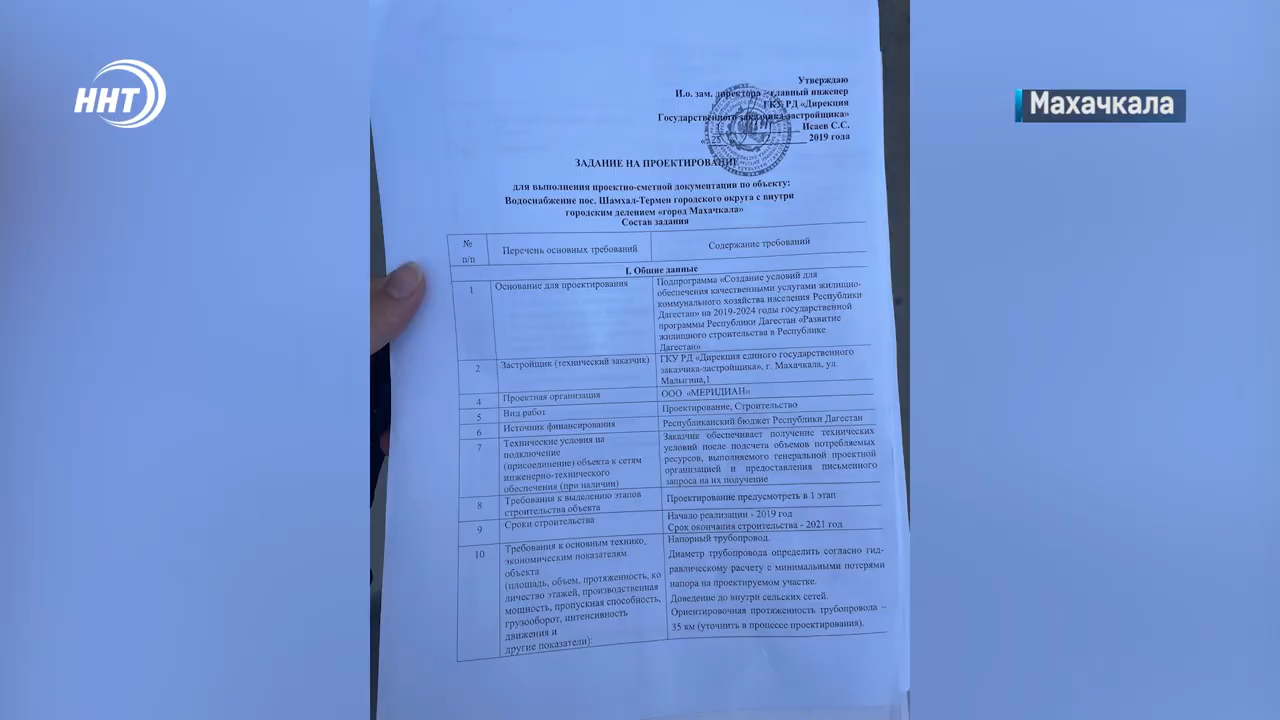 ННТ
Махачкала
Утверждаю
И.о. зам. директора – главный инженер
ГКУ РД «Дирекция
Государственного заказчика-застройщика»
Исаев С.С.
« 2019 года
ЗАДАНИЕ НА ПРОЕКТИРОВАНИЕ
для выполнения проектно-сметной документации по объекту:
Водоснабжение пос. Шамхал-Термен городского округа с внутри
городским делением «город Махачкала»
Состав задания
№
п/п
Перечень основных требований
Содержание требований
I. Общие данные
1
Основание для проектирования
Подпрограмма «Создание условий для
обеспечения качественными услугами жилищно-
коммунального хозяйства населения Республики
Дагестан» на 2019-2024 годы государственной
программы Республики Дагестан «Развитие
жилищного строительства в Республике
Дагестан»
2
Застройщик (технический заказчик)
ГКУ РД «Дирекция единого государственного
заказчика-застройщика», г. Махачкала, ул.
Малыгина,1
4
Проектная организация
ООО «МЕРИДИАН»
5
Вид работ
Проектирование, Строительство
6
Источник финансирования
Республиканский бюджет Республики Дагестан
7
Технические условия на
подключение
(присоединение) объекта к сетям
инженерно-технического
обеспечения (при наличии)
Заказчик обеспечивает получение технических
условий после подсчета объемов потребляемых
ресурсов, выполняемого генеральной проектной
организацией и предоставления письменного
запроса на их получение
8
Требования к выделению этапов
строительства объекта
Проектирование предусмотреть в 1 этап
9
Сроки строительства
Начало реализации - 2019 год
Срок окончания строительства - 2021 год
10
Требования к основным технико,
экономическим показателям
объекта
(площадь, объем, протяженность, ко
личество этажей, производственная
мощность, пропускная способность,
грузооборот, интенсивность
движения и
другие показатели):
Напорный трубопровод.
Диаметр трубопровода определить согласно гид-
равлическому расчету с минимальными потерями
напора на проектируемом участке.
Доведение до внутри сельских сетей.
Ориентировочная протяженность трубопровода –
35 км (уточнить в процессе проектирования).